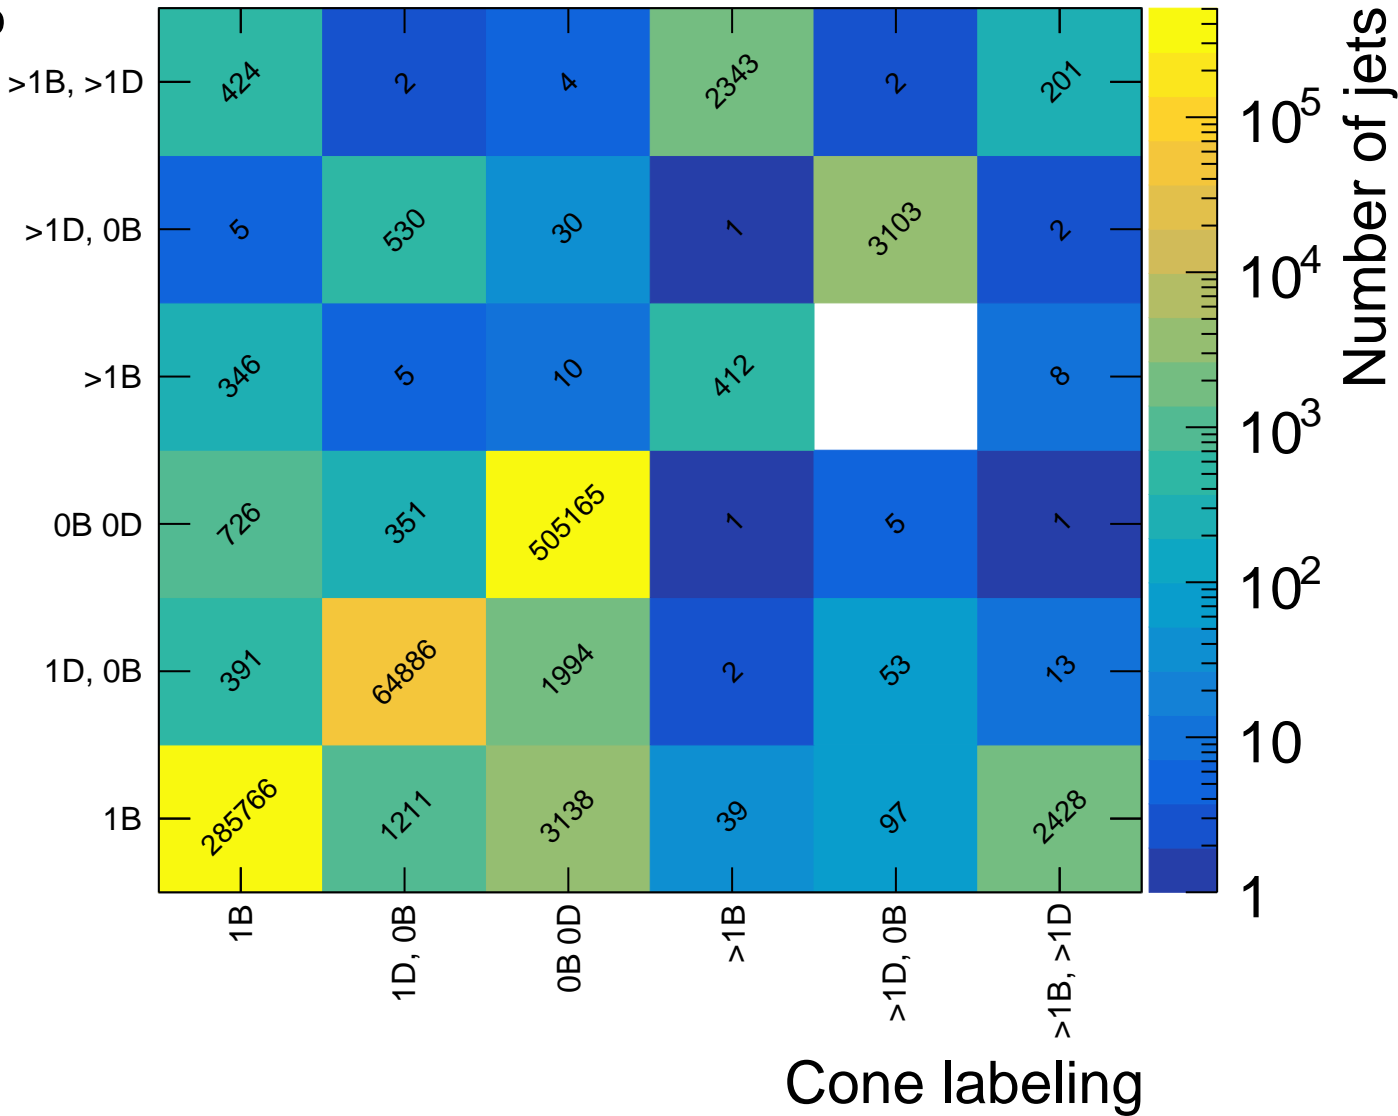 >1B, >1D 424 2 4 2343 2 201
>1D, 0B 5 530 30 1 3103 2
>1B 346 5 10 412 8
0B 0D 726 351 505165 1 5 1
1D, 0B 391 64886 1994 2 53 13
1B 285766 1211 3138 39 97 2428
1B
1D, 0B
0B 0D
>1B
>1D, 0B
>1B, >1D
Cone labeling
10^5
10^4
10^3
10^2
10
1
Number of jets